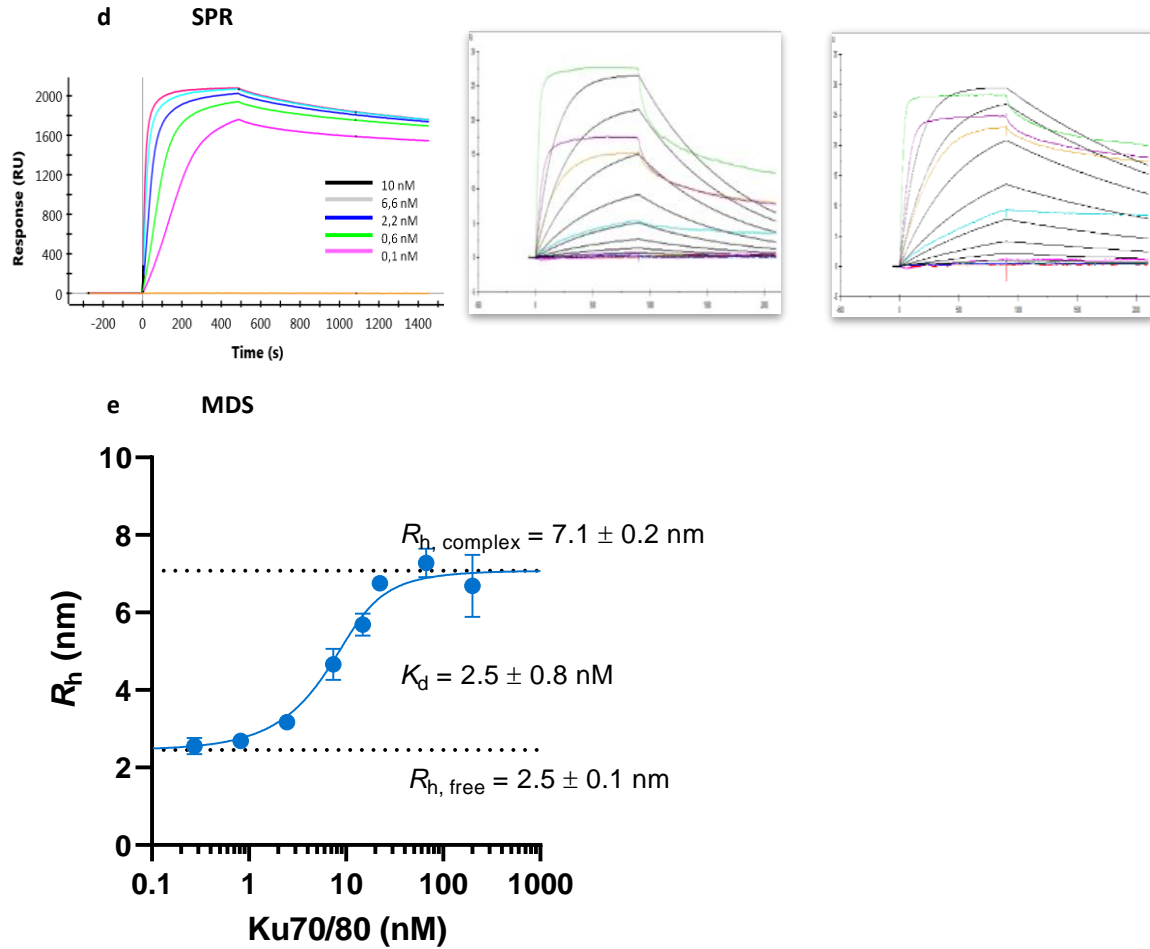 d SPR
Response (RU)
2000
1600
1200
800
400
0
10 nM
6,6 nM
2,2 nM
0,6 nM
0,1 nM
-200 0 200 400 600 800 1000 1200 1400
Time (s)
e MDS
Rh (nm)
10
8
6
4
2
0
Rh, complex = 7.1 ± 0.2 nm
Kd = 2.5 ± 0.8 nM
Rh, free = 2.5 ± 0.1 nm
0.1 1 10 100 1000
Ku70/80 (nM)